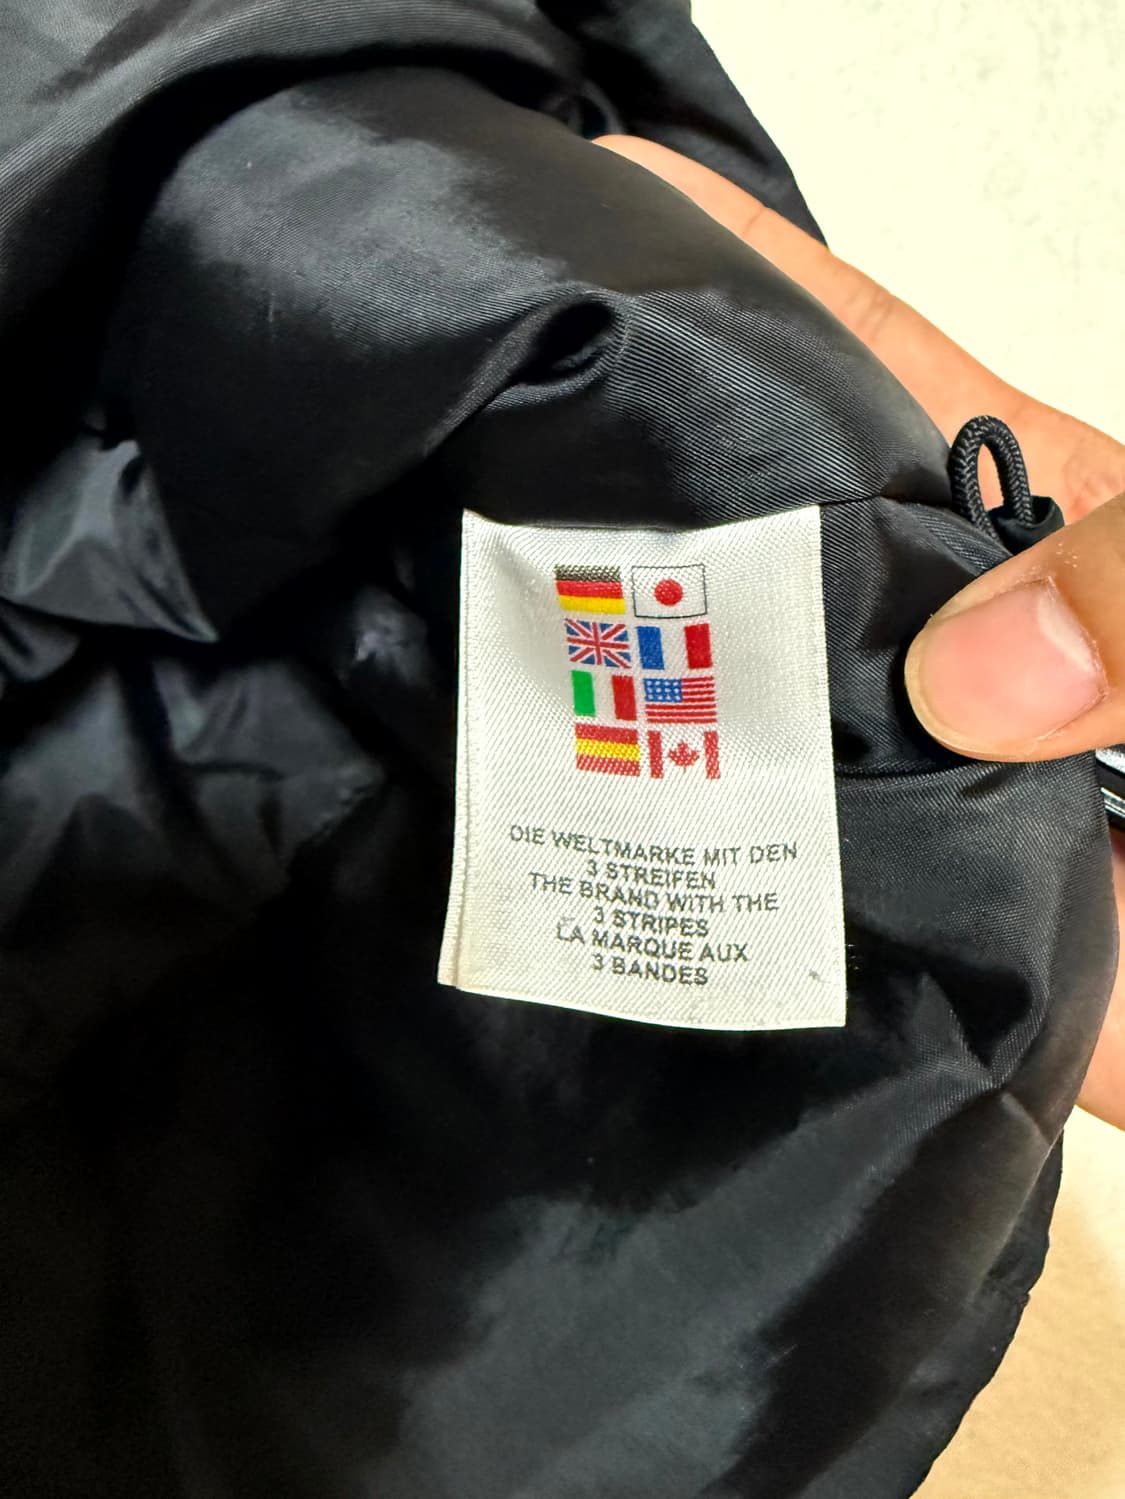 DIE WELTMARKE MIT DEN
3 STREIFEN
THE BRAND WITH THE
3 STRIPES
LA MARQUE AUX
3 BANDES